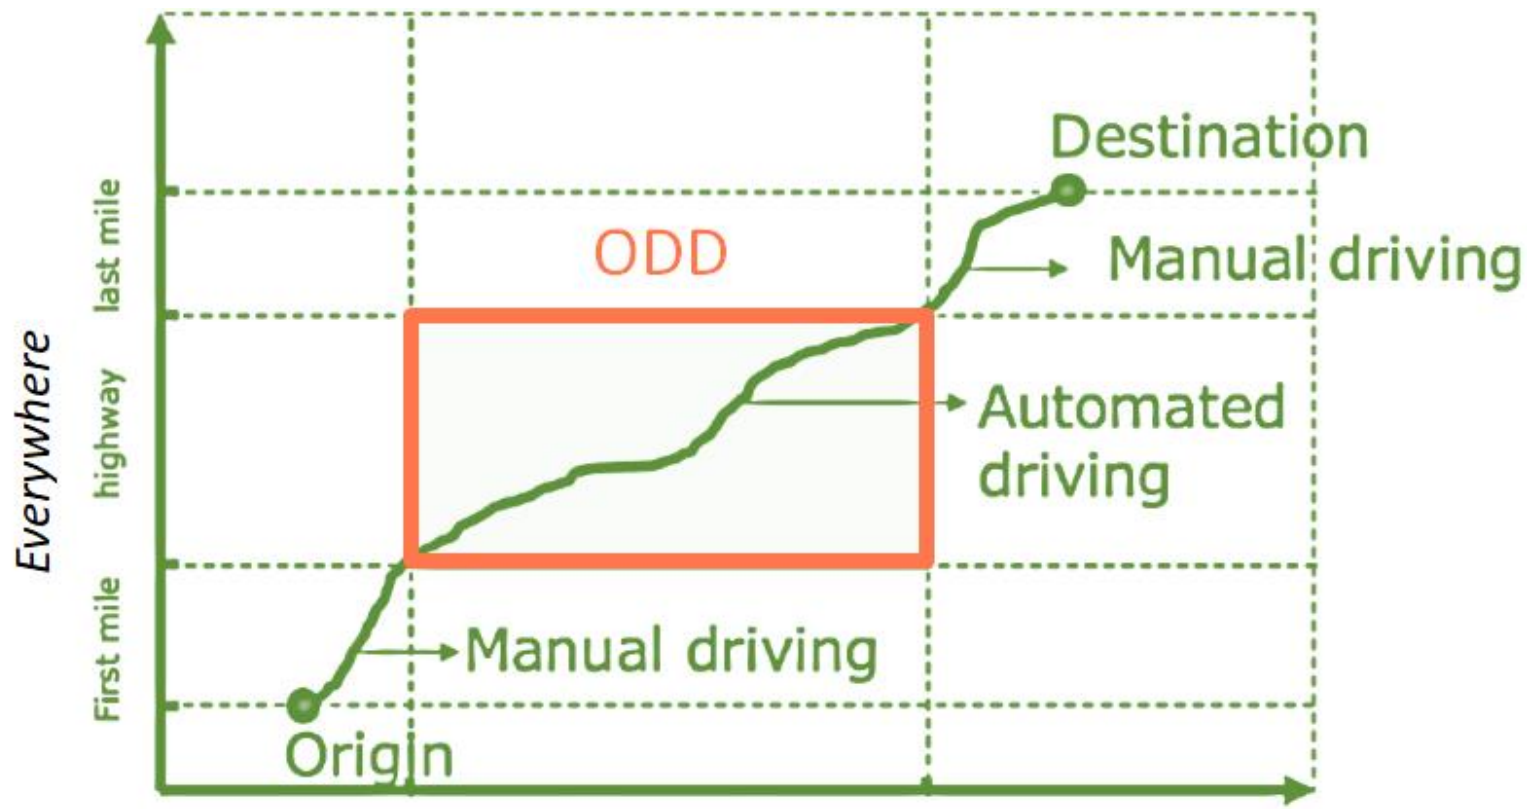 Destination
Manual driving
ODD
Automated
driving
Manual driving
Origin
Everywhere
last mile
highway
First mile